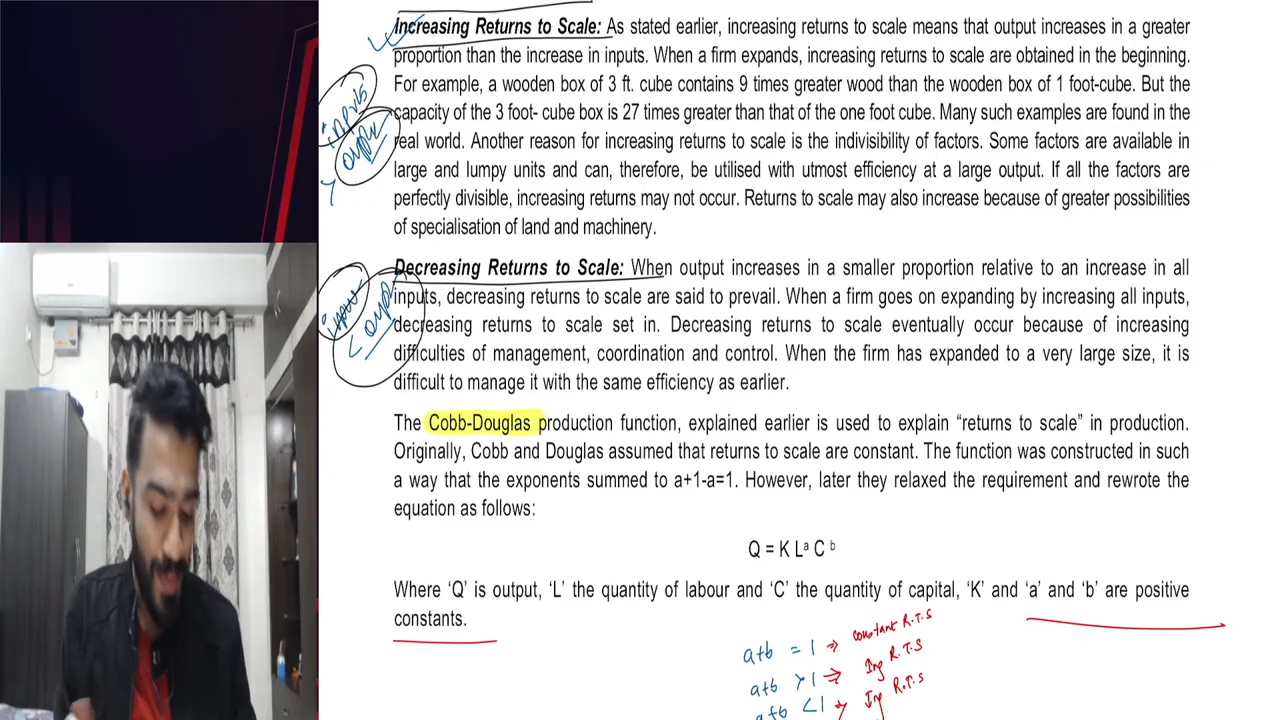 Increasing Returns to Scale: As stated earlier, increasing returns to scale means that output increases in a greater
proportion than the increase in inputs. When a firm expands, increasing returns to scale are obtained in the beginning.
For example, a wooden box of 3 ft. cube contains 9 times greater wood than the wooden box of 1 foot-cube. But the
capacity of the 3 foot- cube box is 27 times greater than that of the one foot cube. Many such examples are found in the
real world. Another reason for increasing returns to scale is the indivisibility of factors. Some factors are available in
large and lumpy units and can, therefore, be utilised with utmost efficiency at a large output. If all the factors are
perfectly divisible, increasing returns may not occur. Returns to scale may also increase because of greater possibilities
of specialisation of land and machinery.
Decreasing Returns to Scale: When output increases in a smaller proportion relative to an increase in all
inputs, decreasing returns to scale are said to prevail. When a firm goes on expanding by increasing all inputs,
decreasing returns to scale set in. Decreasing returns to scale eventually occur because of increasing
difficulties of management, coordination and control. When the firm has expanded to a very large size, it is
difficult to manage it with the same efficiency as earlier.
The Cobb-Douglas production function, explained earlier is used to explain “returns to scale” in production.
Originally, Cobb and Douglas assumed that returns to scale are constant. The function was constructed in such
a way that the exponents summed to a+1-a=1. However, later they relaxed the requirement and rewrote the
equation as follows:
Q = K Lᵃ C ᵇ
Where ‘Q’ is output, ‘L’ the quantity of labour and ‘C’ the quantity of capital, ‘K’ and ‘a’ and ‘b’ are positive
constants.
a+b = 1 ⇒ constant R.T.S
a+b > 1 ⇒ Ing R.T.S
a+b < 1 ⇒ Ing R.T.S